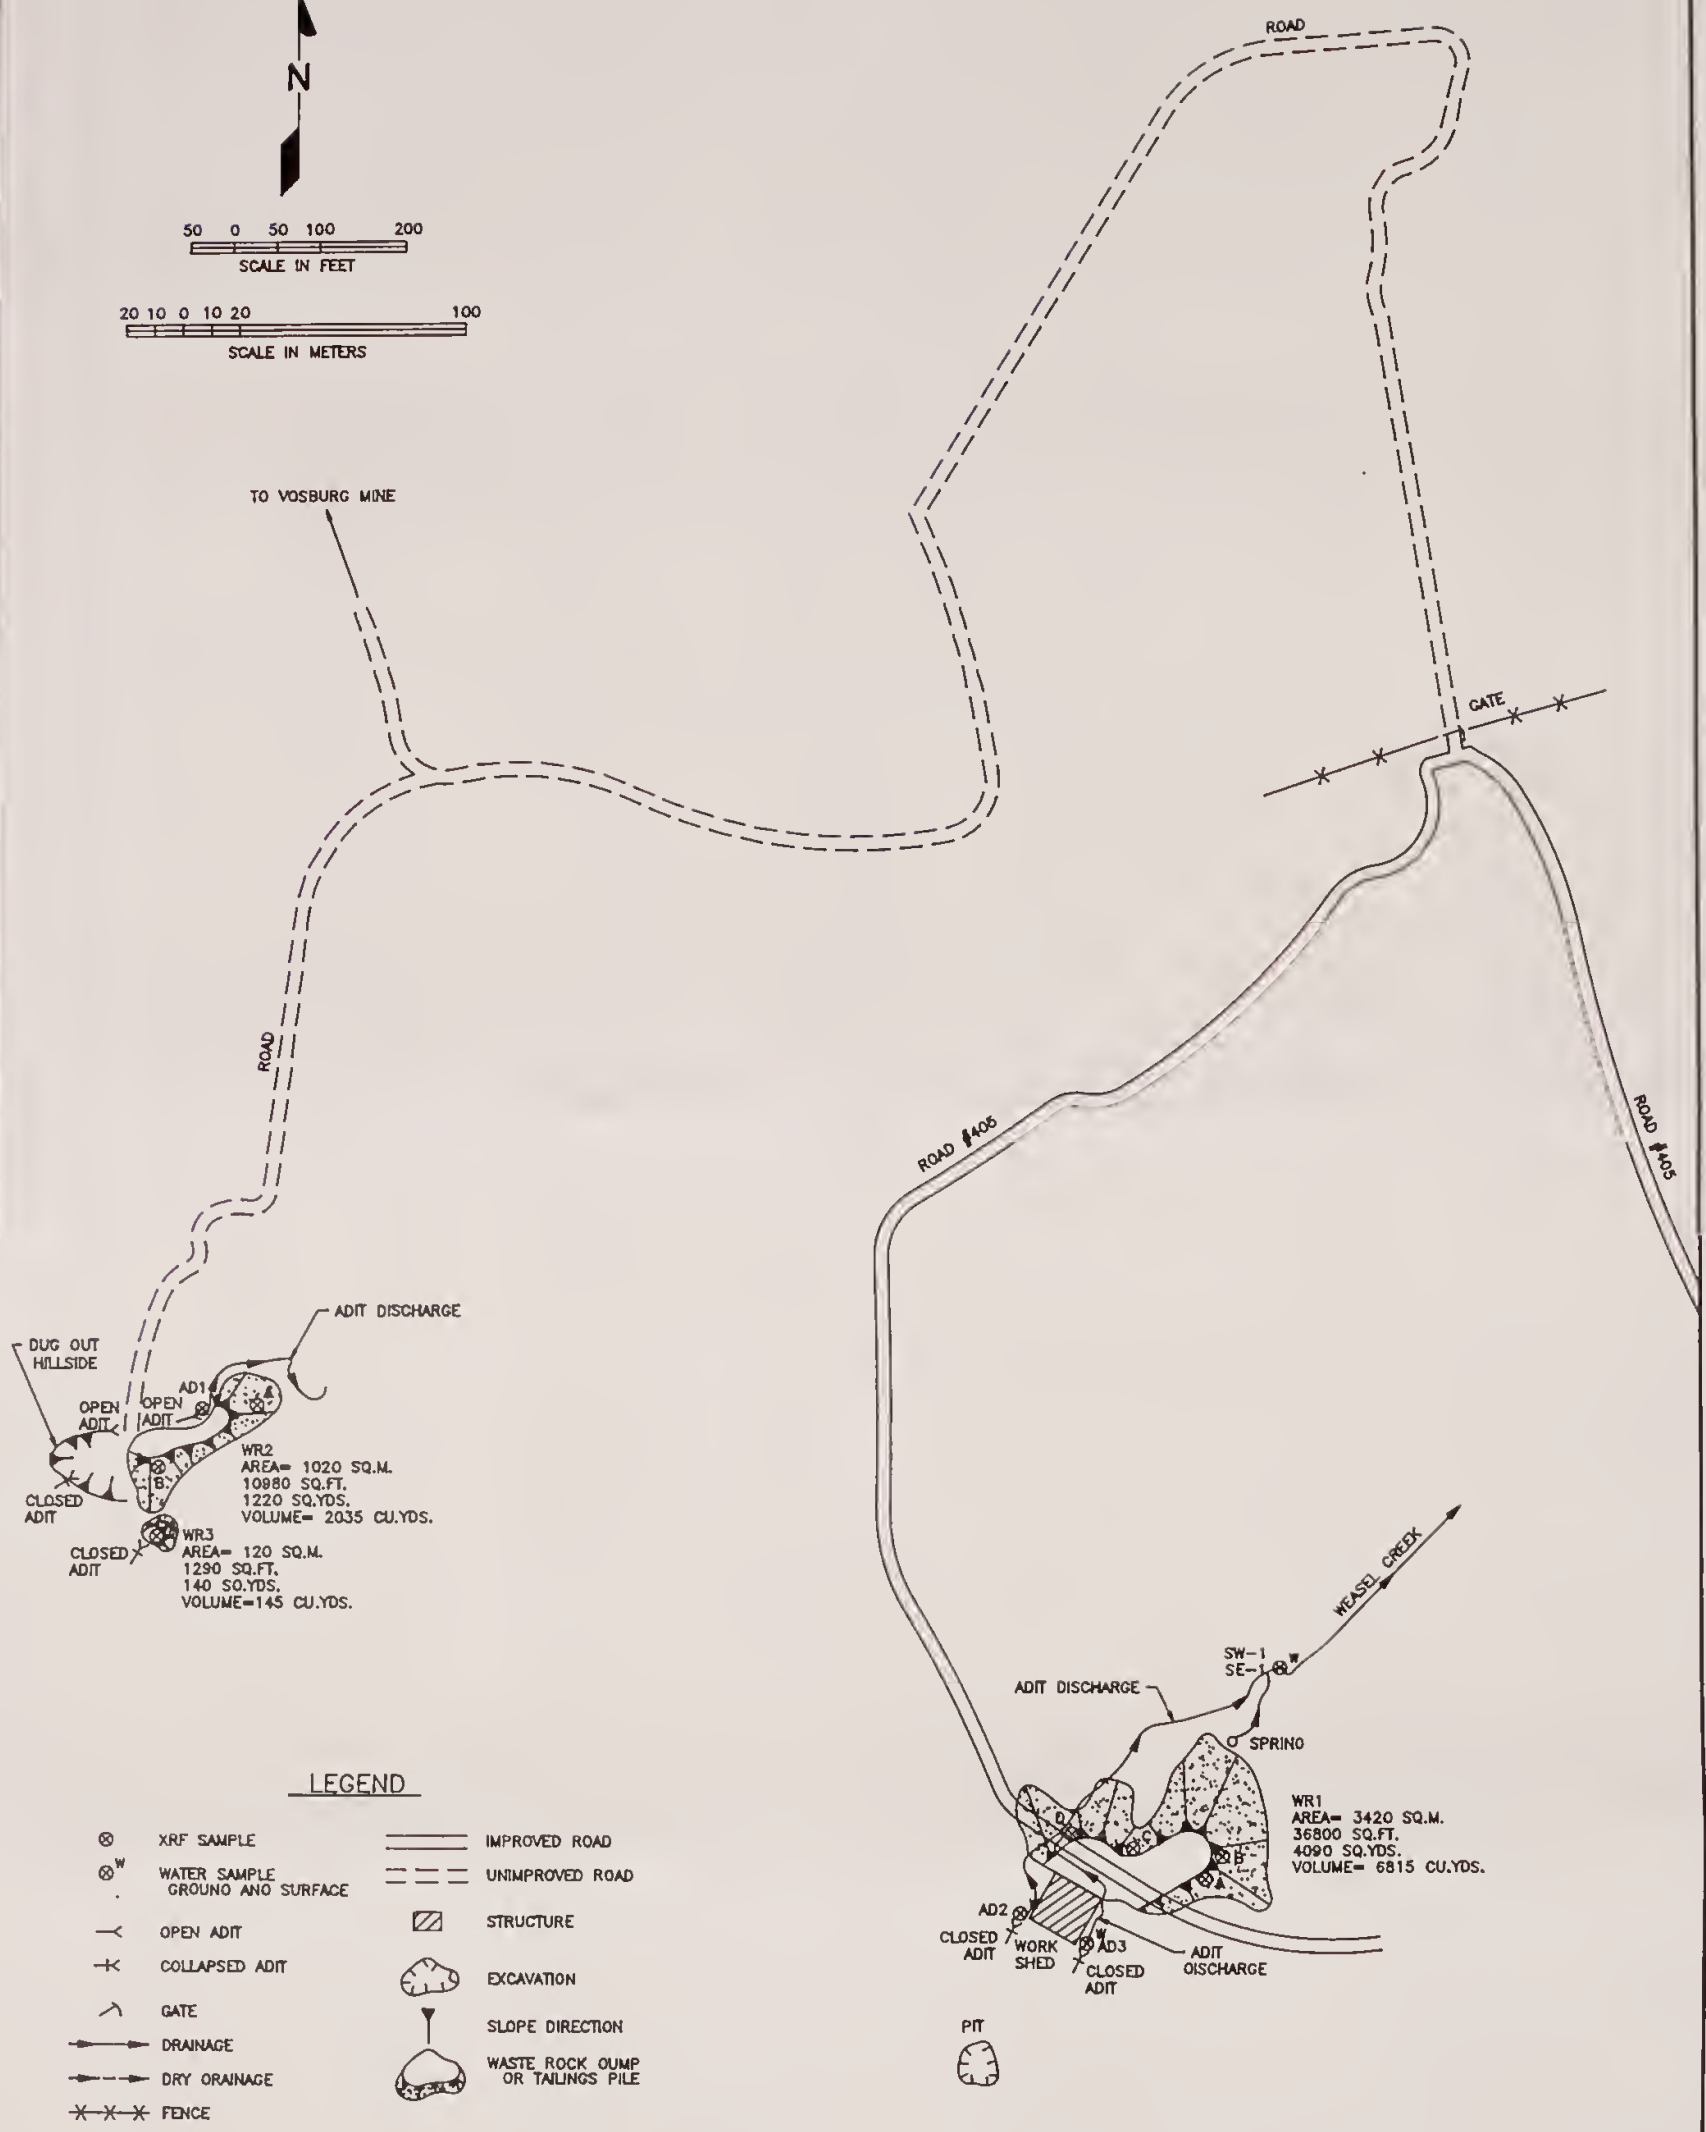 ROAD
N
50 0 50 100 200
SCALE IN FEET
20 10 0 10 20 100
SCALE IN METERS
TO VOSBURG MINE
GATE
ROAD
ROAD #405
ROAD #405
ADIT DISCHARGE
DUG OUT
HILLSIDE
AD1
OPEN
ADIT
OPEN
ADIT
A
B
WR2
AREA= 1020 SQ.M.
10980 SQ.FT.
1220 SQ.YDS.
VOLUME= 2035 CU.YDS.
CLOSED
ADIT
WR3
AREA= 120 SQ.M.
1290 SQ.FT.
140 SQ.YDS.
VOLUME=145 CU.YDS.
CLOSED
ADIT
WEASEL CREEK
SW-1
SE-1
W
ADIT DISCHARGE
SPRING
WR1
AREA= 3420 SQ.M.
36800 SQ.FT.
4090 SQ.YDS.
VOLUME= 6815 CU.YDS.
D
C
B
A
AD2
CLOSED
ADIT
WORK
SHED
W
AD3
CLOSED
ADIT
ADIT
DISCHARGE
PIT
LEGEND
XRF SAMPLE
W
WATER SAMPLE
GROUND AND SURFACE
OPEN ADIT
COLLAPSED ADIT
GATE
DRAINAGE
DRY DRAINAGE
FENCE
IMPROVED ROAD
UNIMPROVED ROAD
STRUCTURE
EXCAVATION
SLOPE DIRECTION
WASTE ROCK DUMP
OR TAILINGS PILE